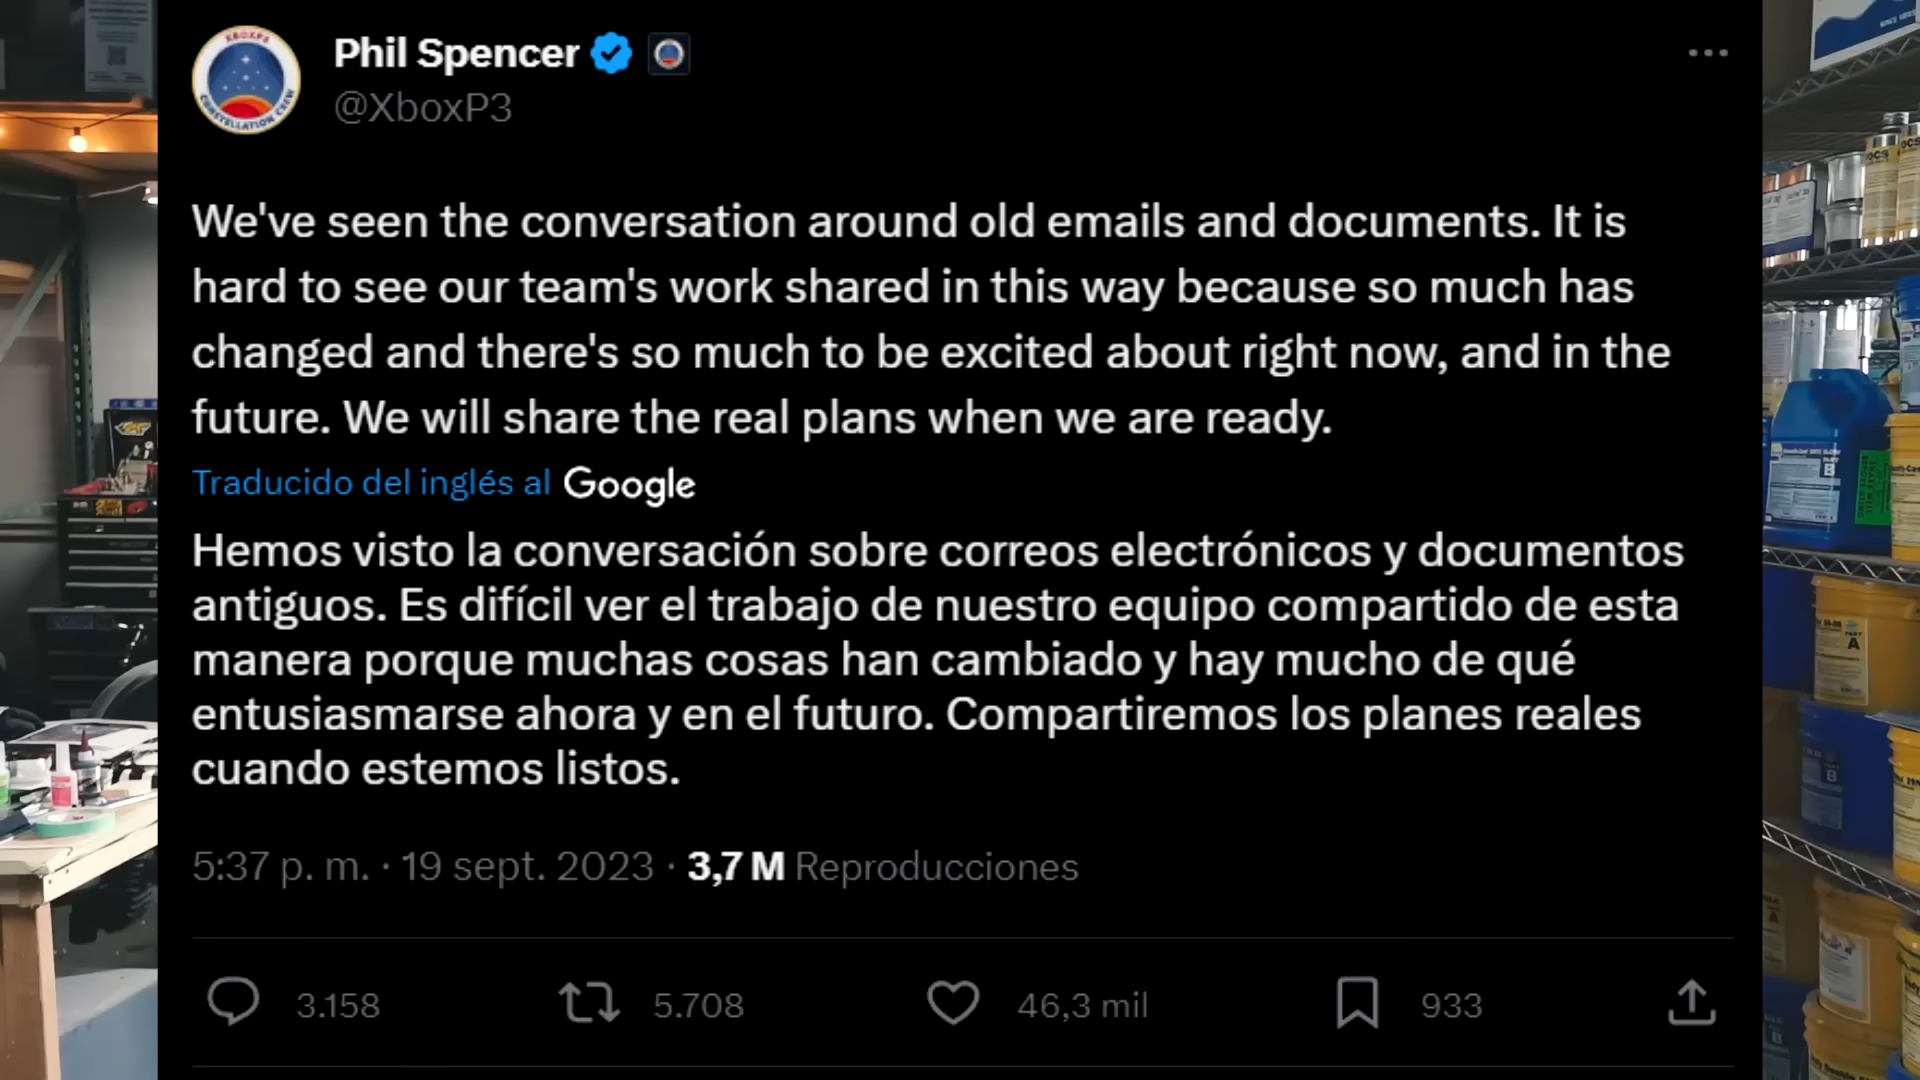 Phil Spencer
@XboxP3
XBOXP3
CONSTELLATION CREW
We've seen the conversation around old emails and documents. It is
hard to see our team's work shared in this way because so much has
changed and there's so much to be excited about right now, and in the
future. We will share the real plans when we are ready.
Traducido del inglés al Google
Hemos visto la conversación sobre correos electrónicos y documentos
antiguos. Es difícil ver el trabajo de nuestro equipo compartido de esta
manera porque muchas cosas han cambiado y hay mucho de qué
entusiasmarse ahora y en el futuro. Compartiremos los planes reales
cuando estemos listos.
5:37 p. m. · 19 sept. 2023 · 3,7 M Reproducciones
3.158
5.708
46,3 mil
933
OCS
OCS
B
PART
A
B
A
B